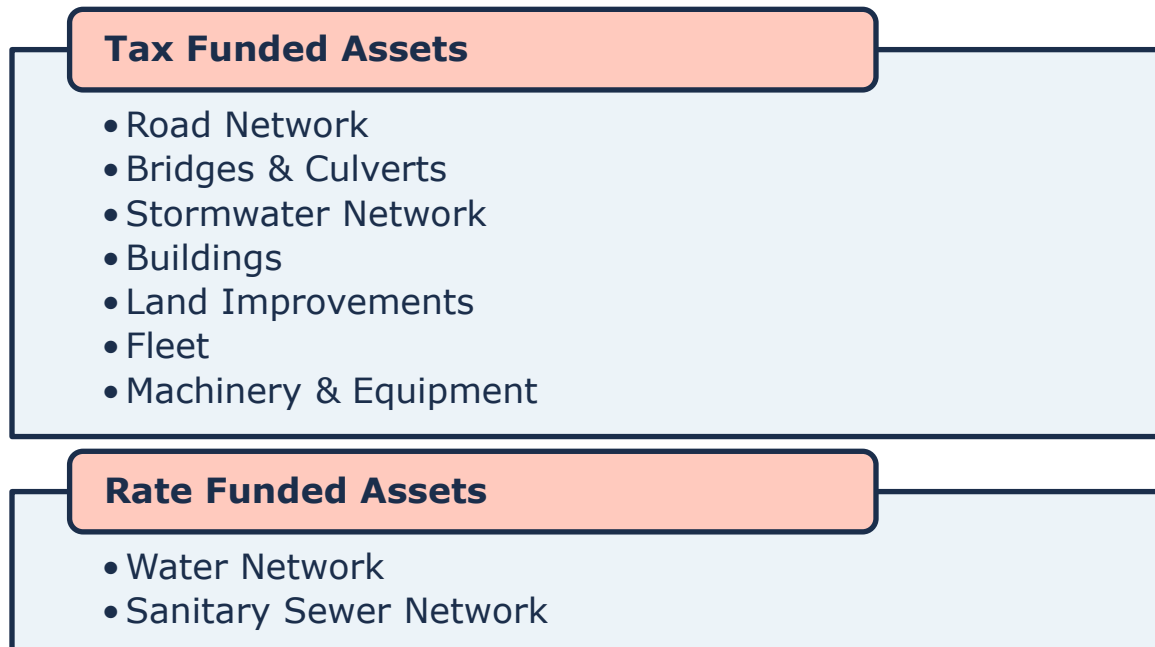 Tax Funded Assets
• Road Network
• Bridges & Culverts
• Stormwater Network
• Buildings
• Land Improvements
• Fleet
• Machinery & Equipment
Rate Funded Assets
• Water Network
• Sanitary Sewer Network